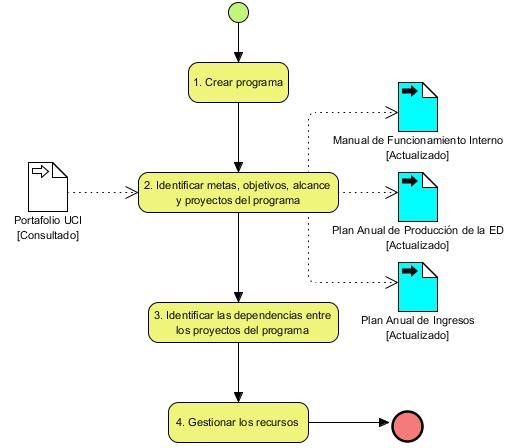 1. Crear programa
Manual de Funcionamiento Interno
[Actualizado]
2. Identificar metas, objetivos, alcance
y proyectos del programa
Portafolio UCI
[Consultado]
Plan Anual de Producción de la ED
[Actualizado]
3. Identificar las dependencias entre
los proyectos del programa
Plan Anual de Ingresos
[Actualizado]
4. Gestionar los recursos